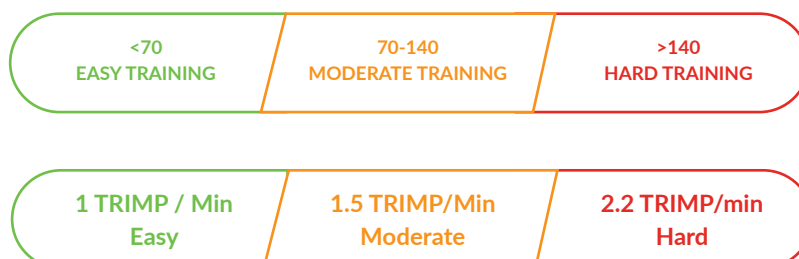 <70
EASY TRAINING
70-140
MODERATE TRAINING
>140
HARD TRAINING
1 TRIMP / Min
Easy
1.5 TRIMP/Min
Moderate
2.2 TRIMP/min
Hard